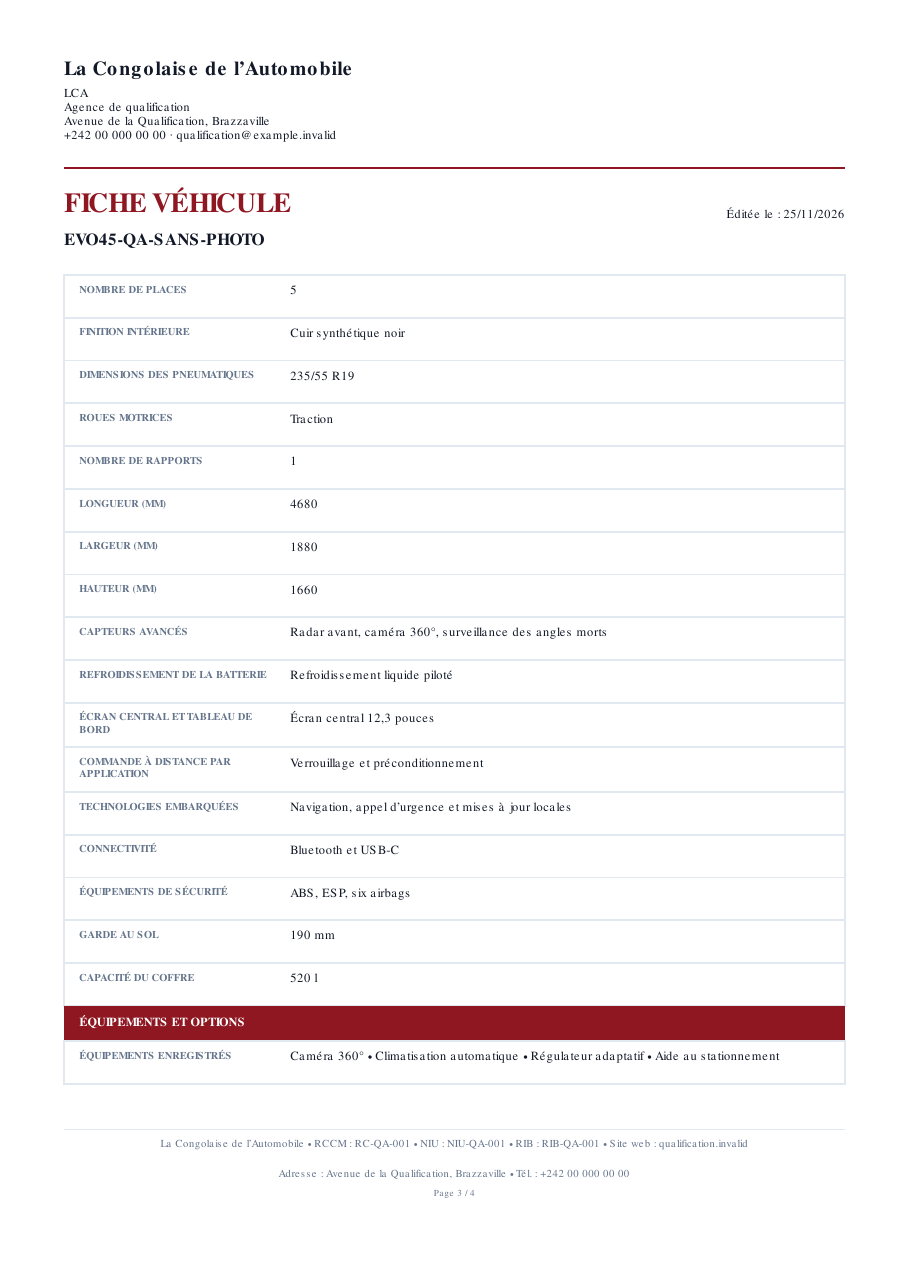 La Congolaise de l’Automobile
LCA
Agence de qualification
Avenue de la Qualification, Brazzaville
+242 00 000 00 00 · qualification@example.invalid
FICHE VÉHICULE
Éditée le : 25/11/2026
EVO45-QA-SANS-PHOTO
NOMBRE DE PLACES 5
FINITION INTÉRIEURE Cuir synthétique noir
DIMENSIONS DES PNEUMATIQUES 235/55 R19
ROUES MOTRICES Traction
NOMBRE DE RAPPORTS 1
LONGUEUR (MM) 4680
LARGEUR (MM) 1880
HAUTEUR (MM) 1660
CAPTEURS AVANCÉS Radar avant, caméra 360°, surveillance des angles morts
REFROIDISSEMENT DE LA BATTERIE Refroidissement liquide piloté
ÉCRAN CENTRAL ET TABLEAU DE Écran central 12,3 pouces
BORD
COMMANDE À DISTANCE PAR Verrouillage et préconditionnement
APPLICATION
TECHNOLOGIES EMBARQUÉES Navigation, appel d’urgence et mises à jour locales
CONNECTIVITÉ Bluetooth et USB-C
ÉQUIPEMENTS DE SÉCURITÉ ABS, ESP, six airbags
GARDE AU SOL 190 mm
CAPACITÉ DU COFFRE 520 l
ÉQUIPEMENTS ET OPTIONS
ÉQUIPEMENTS ENREGISTRÉS Caméra 360° • Climatisation automatique • Régulateur adaptatif • Aide au stationnement
La Congolaise de l’Automobile • RCCM : RC-QA-001 • NIU : NIU-QA-001 • RIB : RIB-QA-001 • Site web : qualification.invalid
Adresse : Avenue de la Qualification, Brazzaville • Tél. : +242 00 000 00 00
Page 3 / 4